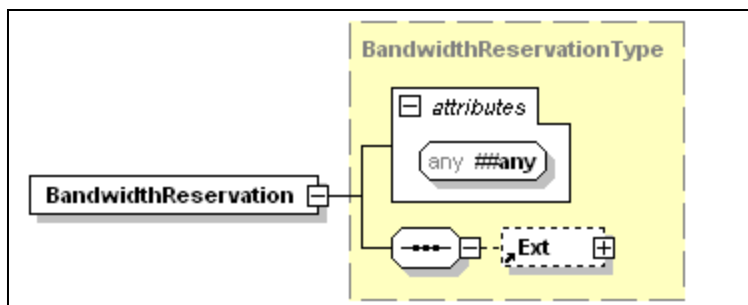 BandwidthReservationType
attributes
any ##any
BandwidthReservation
Ext